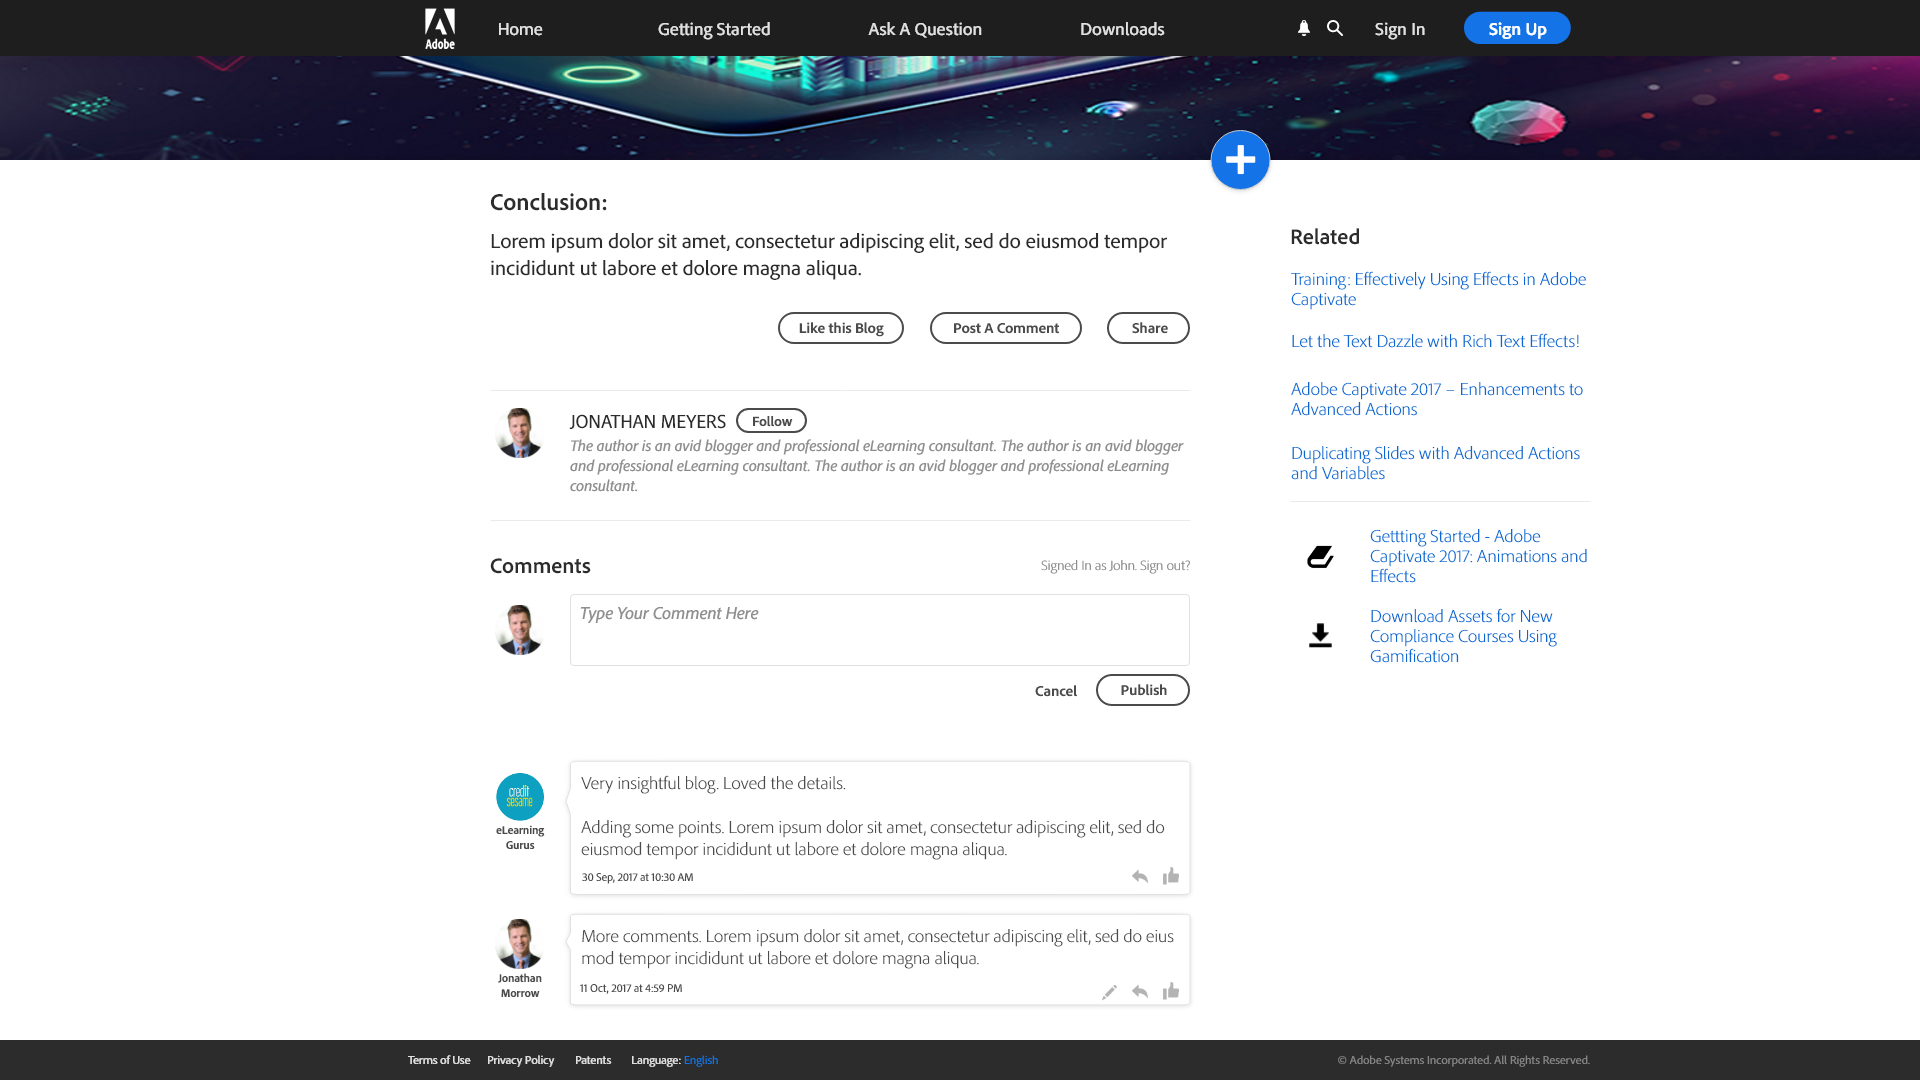 Adobe
Home
Getting Started
Ask A Question
Downloads
Sign In
Sign Up
Conclusion:
Lorem ipsum dolor sit amet, consectetur adipiscing elit, sed do eiusmod tempor
incididunt ut labore et dolore magna aliqua.
Like this Blog
Post A Comment
Share
JONATHAN MEYERS
Follow
The author is an avid blogger and professional eLearning consultant. The author is an avid blogger
and professional eLearning consultant. The author is an avid blogger and professional eLearning
consultant.
Comments
Signed In as John. Sign out?
Type Your Comment Here
Cancel
Publish
credit
sesame
eLearning
Gurus
Very insightful blog. Loved the details.
Adding some points. Lorem ipsum dolor sit amet, consectetur adipiscing elit, sed do
eiusmod tempor incididunt ut labore et dolore magna aliqua.
30 Sep, 2017 at 10:30 AM
Jonathan
Morrow
More comments. Lorem ipsum dolor sit amet, consectetur adipiscing elit, sed do eius
mod tempor incididunt ut labore et dolore magna aliqua.
11 Oct, 2017 at 4:59 PM
Related
Training: Effectively Using Effects in Adobe
Captivate
Let the Text Dazzle with Rich Text Effects!
Adobe Captivate 2017 – Enhancements to
Advanced Actions
Duplicating Slides with Advanced Actions
and Variables
Gettting Started - Adobe
Captivate 2017: Animations and
Effects
Download Assets for New
Compliance Courses Using
Gamification
Terms of Use
Privacy Policy
Patents
Language: English
© Adobe Systems Incorporated. All Rights Reserved.